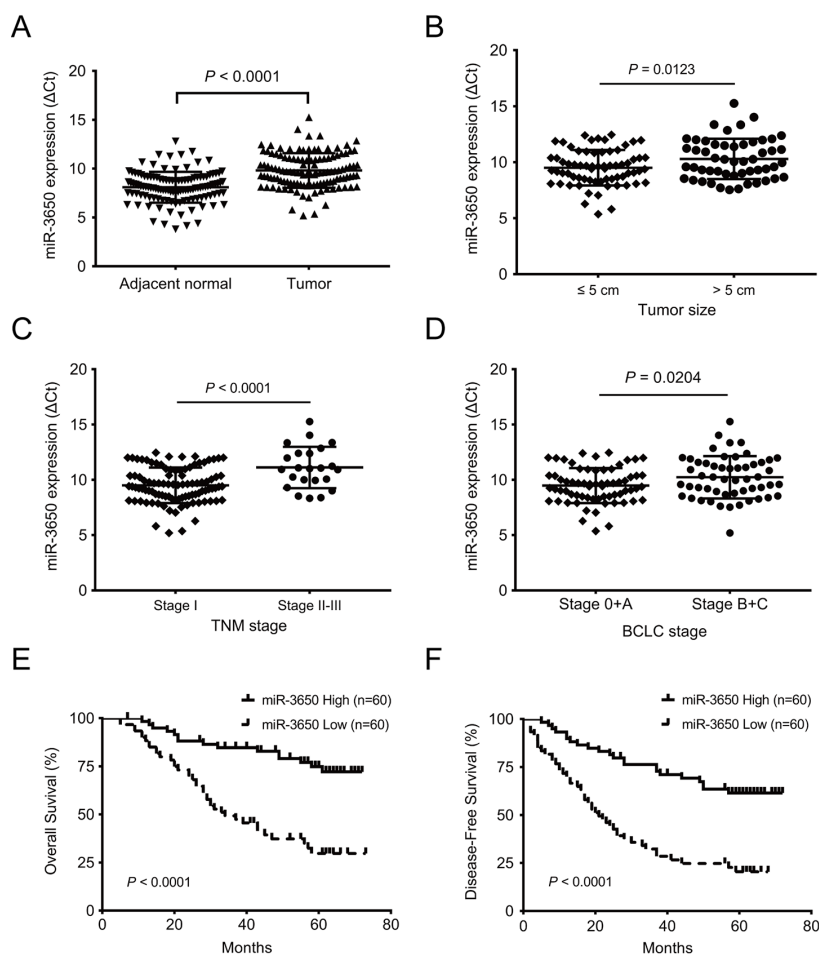 A
miR-3650 expression (ΔCt)
20
15
10
5
0
P < 0.0001
Adjacent normal
Tumor
B
miR-3650 expression (ΔCt)
20
15
10
5
0
P = 0.0123
≤ 5 cm
> 5 cm
Tumor size
C
miR-3650 expression (ΔCt)
20
15
10
5
0
P < 0.0001
Stage I
Stage II-III
TNM stage
D
miR-3650 expression (ΔCt)
20
15
10
5
0
P = 0.0204
Stage 0+A
Stage B+C
BCLC stage
E
miR-3650 High (n=60)
miR-3650 Low (n=60)
Overall Suvival (%)
100
75
50
25
0
P < 0.0001
0
20
40
60
80
Months
F
miR-3650 High (n=60)
miR-3650 Low (n=60)
Disease-Free Survival (%)
100
75
50
25
0
P < 0.0001
0
20
40
60
80
Months